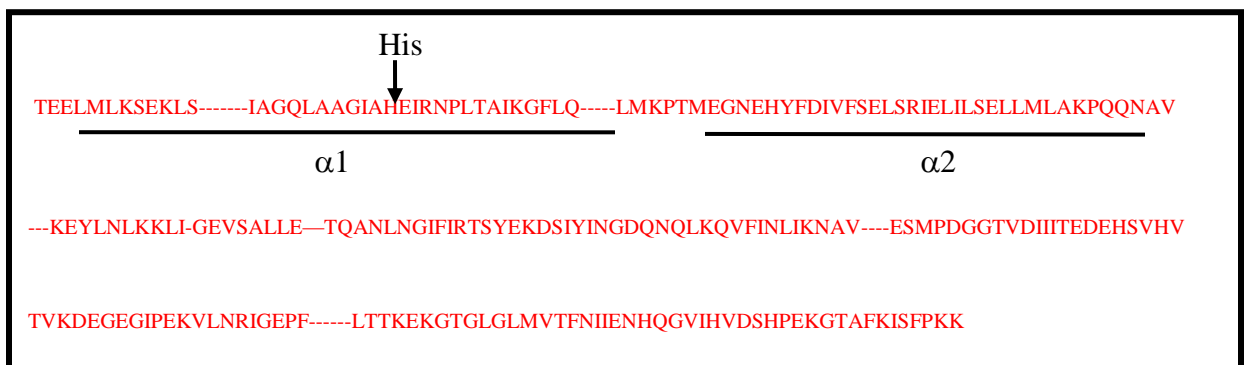 His
TEELMLKSEKLS-------IAGQLAAGIAHEIRNPLTAIKGFLQ-----LMKPTMEGNEHYFDIVFSELSRIELILSELLMLAKPQQNAV
α1 α2
---KEYLNLKKLI-GEVSALLE—TQANLNGIFIRTSYEKDSIYINGDQNQLKQVFINLIKNAV----ESMPDGGTVDIIITEDEHSVHV
TVKDEGEGIPEKVLNRIGEPF------LTTKEKGTGLGLMVTFNIIENHQGVIHVDSHPEKGTAFKISFPKK